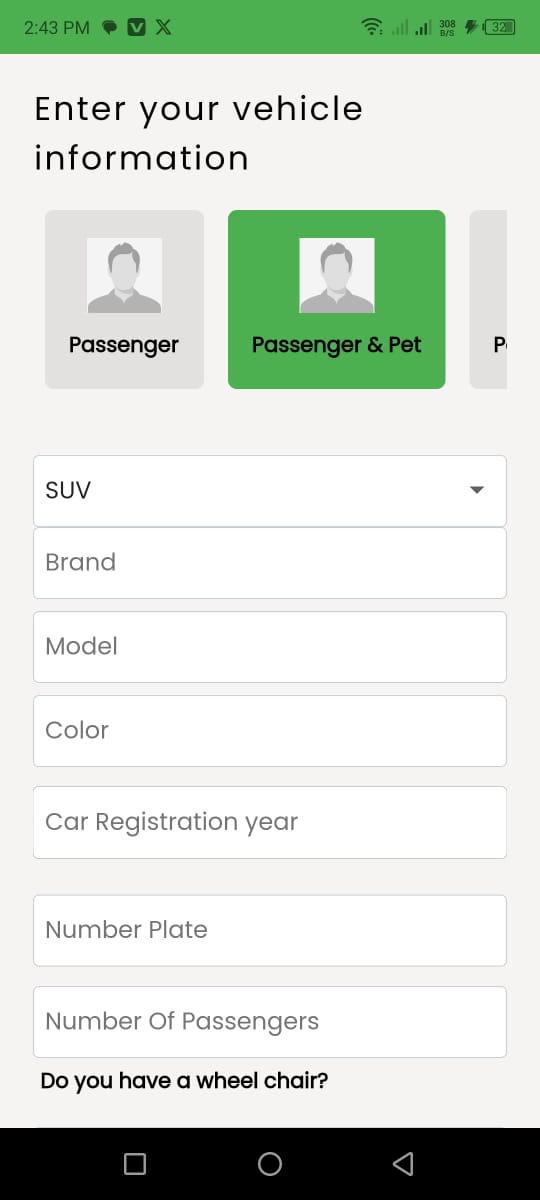 2:43 PM
308
B/S
32
Enter your vehicle
information
Passenger
Passenger & Pet
SUV
Brand
Model
Color
Car Registration year
Number Plate
Number Of Passengers
Do you have a wheel chair?